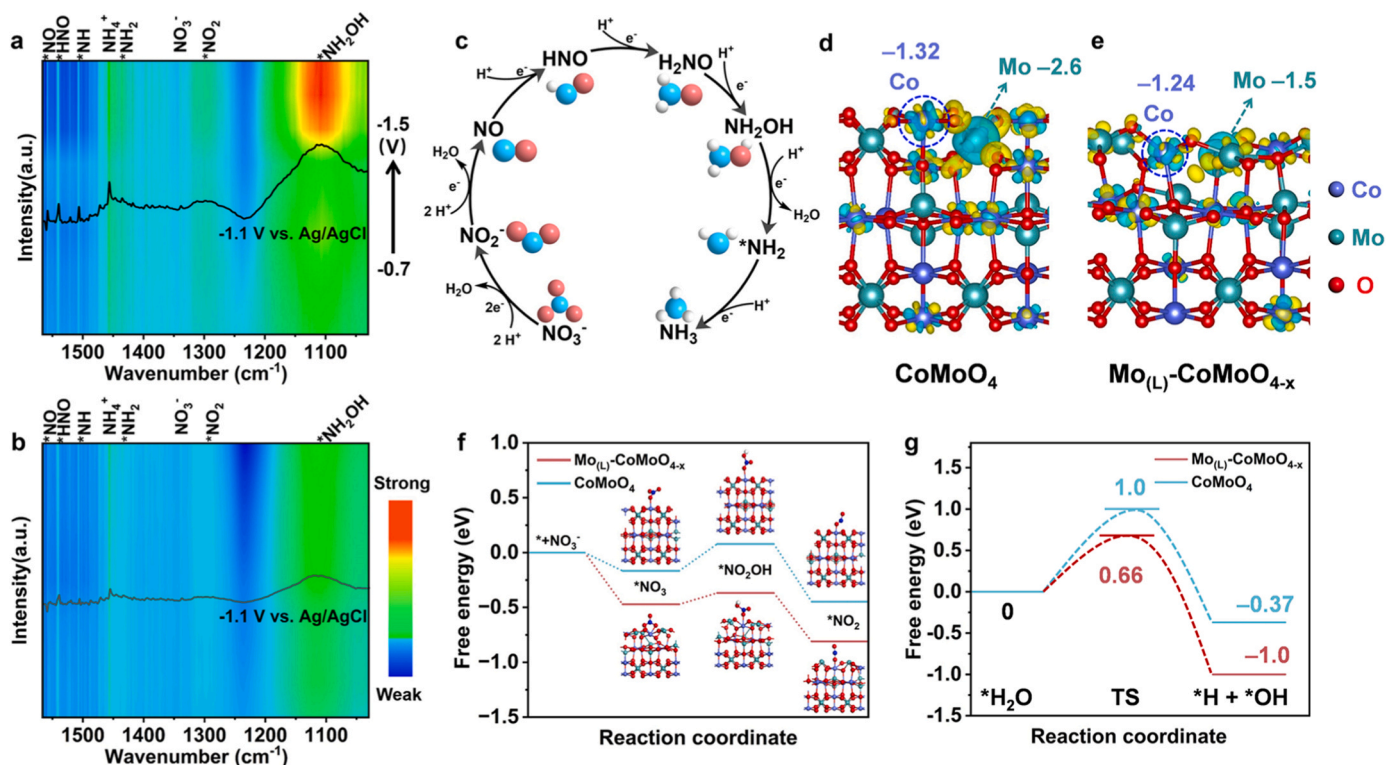 a
*NO
*HNO
*NH
NH4+
*NH2
NO3-
*NO2
*NH2OH
Intensity(a.u.)
-1.1 V vs. Ag/AgCl
-1.5
(V)
-0.7
1500 1400 1300 1200 1100
Wavenumber (cm-1)
b
*NO
*HNO
*NH
NH4+
*NH2
NO3-
*NO2
*NH2OH
Intensity(a.u.)
-1.1 V vs. Ag/AgCl
Strong
Weak
1500 1400 1300 1200 1100
Wavenumber (cm-1)
c
NO3-
2 H+
2e-
H2O
NO2-
2 H+
e-
H2O
NO
H+
e-
HNO
H+
e-
H2NO
H+
e-
NH2OH
H+
e-
H2O
*NH2
H+
e-
NH3
d
–1.32
Co
Mo –2.6
CoMoO4
e
–1.24
Co
Mo –1.5
Mo(L)-CoMoO4-x
Co
Mo
O
f
Free energy (eV)
1.0
0.5
0.0
−0.5
−1.0
−1.5
Mo(L)-CoMoO4-x
CoMoO4
*+NO3-
*NO3
*NO2OH
*NO2
Reaction coordinate
g
Free energy (eV)
1.5
1.0
0.5
0.0
-0.5
-1.0
-1.5
Mo(L)-CoMoO4-x
CoMoO4
1.0
0.66
0
–0.37
–1.0
*H2O
TS
*H + *OH
Reaction coordinate